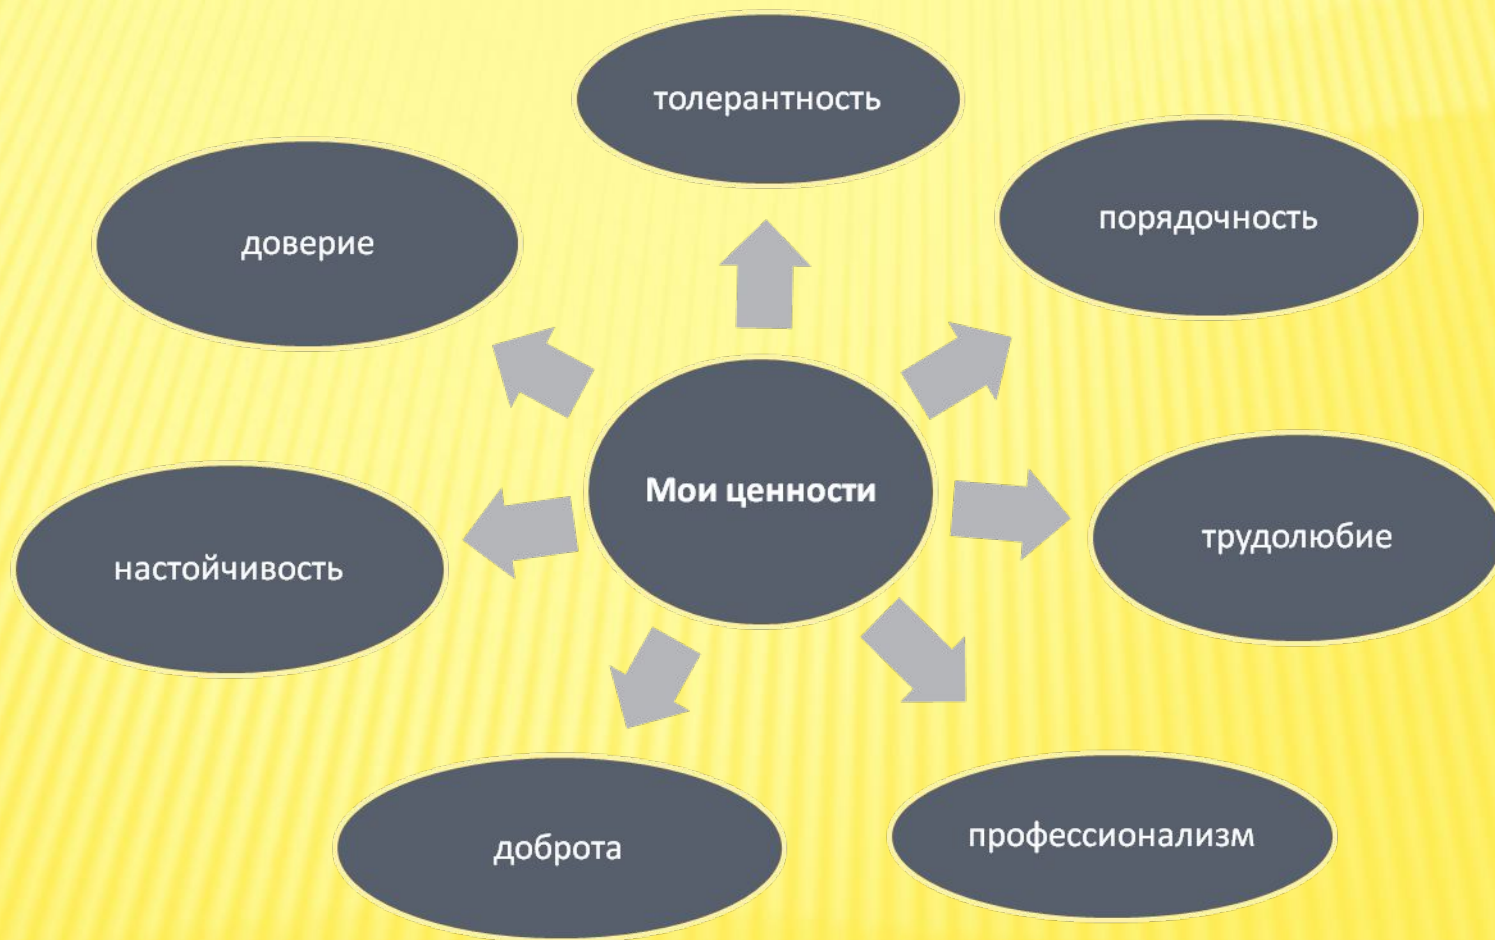 толерантность
порядочность
доверие
Мои ценности
трудолюбие
настойчивость
профессионализм
доброта